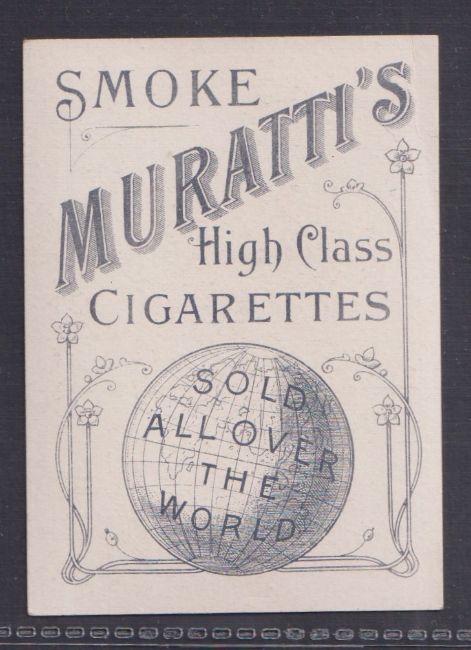 SMOKE
MURATTI'S
High Class
CIGARETTES
SOLD
ALL OVER
THE
WORLD